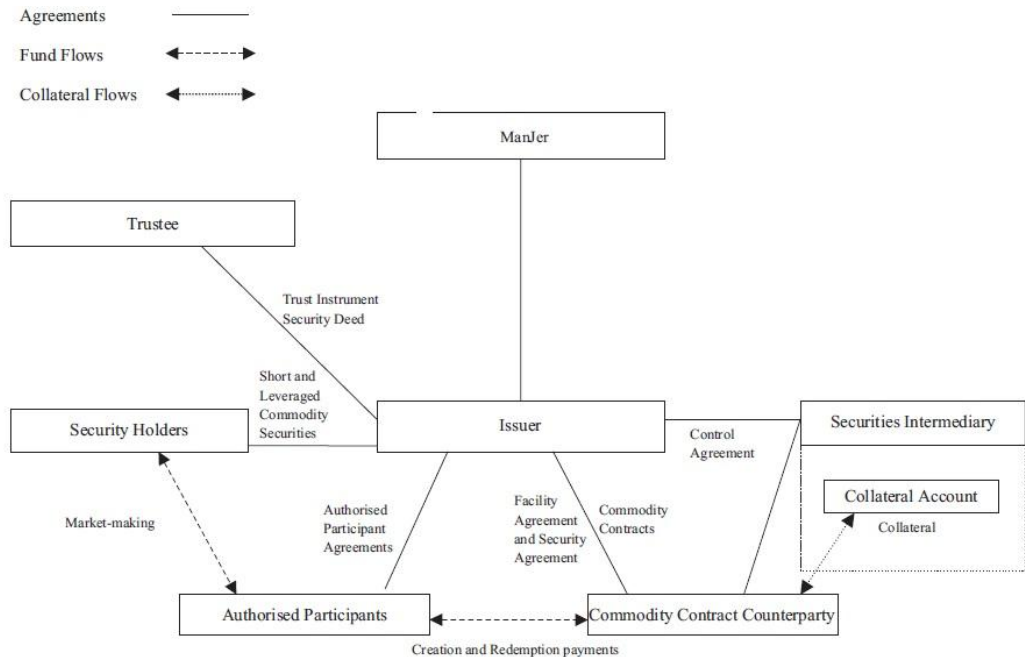 Agreements
Fund Flows
Collateral Flows
ManJer
Trustee
Trust Instrument
Security Deed
Short and
Leveraged
Commodity
Securities
Security Holders
Issuer
Control
Agreement
Securities Intermediary
Collateral Account
Collateral
Market-making
Authorised
Participant
Agreements
Facility
Agreement
and Security
Agreement
Commodity
Contracts
Authorised Participants
Commodity Contract Counterparty
Creation and Redemption payments